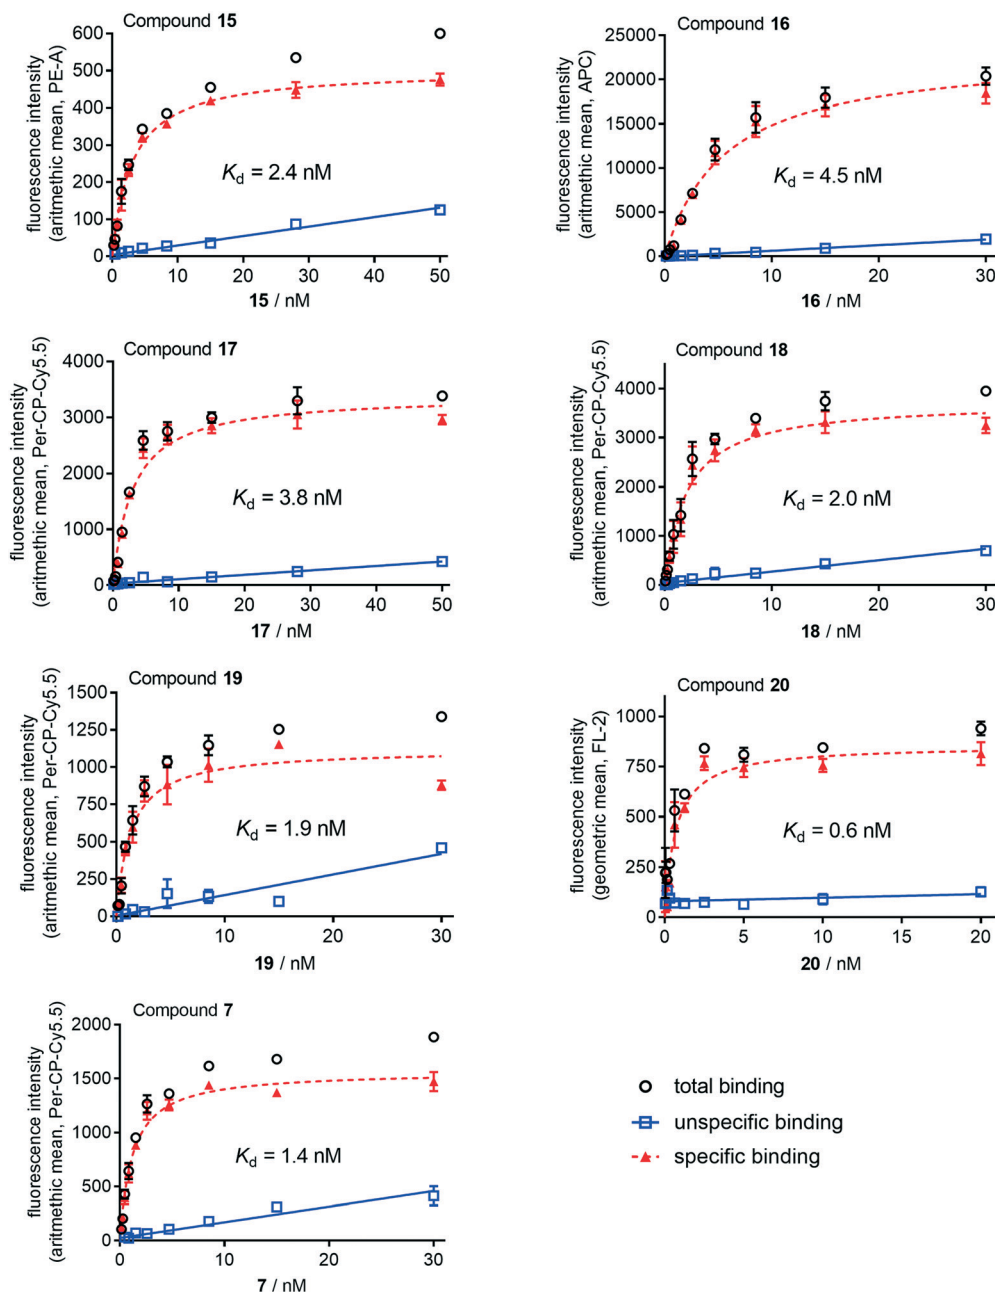 Compound 15
fluorescence intensity
(aritmethic mean, PE-A)
600
500
400
300
200
100
0
Kd = 2.4 nM
0 10 20 30 40 50
15 / nM
Compound 16
fluorescence intensity
(aritmethic mean, APC)
25000
20000
15000
10000
5000
0
Kd = 4.5 nM
0 10 20 30
16 / nM
Compound 17
fluorescence intensity
(aritmethic mean, Per-CP-Cy5.5)
4000
3000
2000
1000
0
Kd = 3.8 nM
0 10 20 30 40 50
17 / nM
Compound 18
fluorescence intensity
(aritmethic mean, Per-CP-Cy5.5)
4000
3000
2000
1000
0
Kd = 2.0 nM
0 10 20 30
18 / nM
Compound 19
fluorescence intensity
(aritmethic mean, Per-CP-Cy5.5)
1500
1250
1000
750
500
250
0
Kd = 1.9 nM
0 10 20 30
19 / nM
Compound 20
fluorescence intensity
(geometric mean, FL-2)
1000
750
500
250
0
Kd = 0.6 nM
0 5 10 15 20
20 / nM
Compound 7
fluorescence intensity
(aritmethic mean, Per-CP-Cy5.5)
2000
1500
1000
500
0
Kd = 1.4 nM
0 10 20 30
7 / nM
total binding
unspecific binding
specific binding